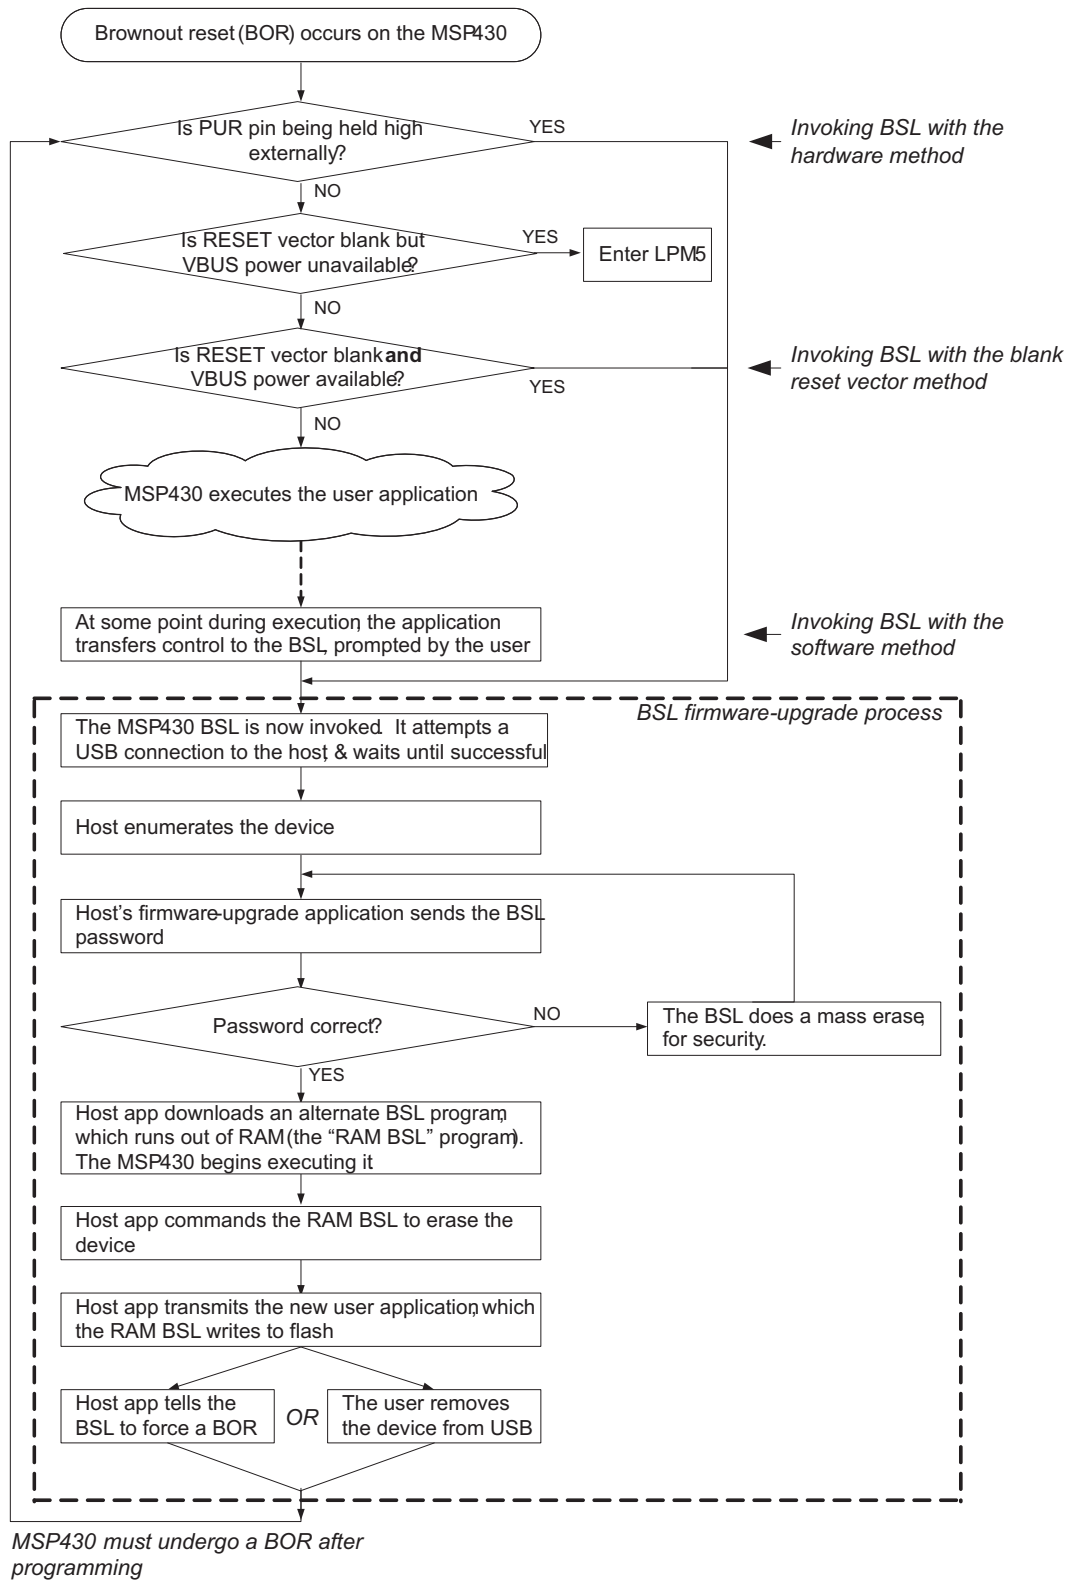 Brownout reset (BOR) occurs on the MSP430
Is PUR pin being held high
externally?
YES
Invoking BSL with the
hardware method
NO
Is RESET vector blank but
VBUS power unavailable?
YES
Enter LPM5
NO
Is RESET vector blank and
VBUS power available?
YES
Invoking BSL with the blank
reset vector method
NO
MSP430 executes the user application
At some point during execution, the application
transfers control to the BSL, prompted by the user
Invoking BSL with the
software method
BSL firmware-upgrade process
The MSP430 BSL is now invoked. It attempts a
USB connection to the host, & waits until successful
Host enumerates the device
Host's firmware-upgrade application sends the BSL
password
Password correct?
NO
The BSL does a mass erase,
for security.
YES
Host app downloads an alternate BSL program,
which runs out of RAM (the “RAM BSL” program).
The MSP430 begins executing it
Host app commands the RAM BSL to erase the
device
Host app transmits the new user application, which
the RAM BSL writes to flash
Host app tells the
BSL to force a BOR
OR
The user removes
the device from USB
MSP430 must undergo a BOR after
programming